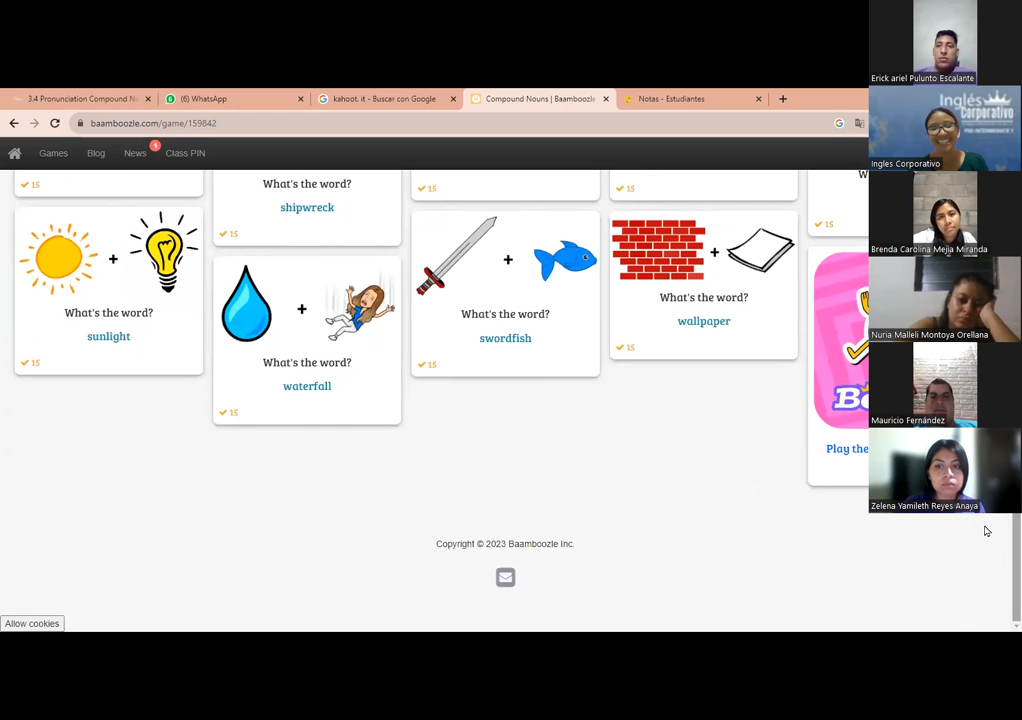 3.4 Pronunciation Compound N
(6) WhatsApp
kahoot. it - Buscar con Google
Compound Nouns | Baamboozle
Notas - Estudiantes
baamboozle.com/game/159842
Games
Blog
News
1
Class PIN
15
What's the word?
shipwreck
15
15
15
What's
15
What's the word?
sunlight
15
What's the word?
waterfall
15
What's the word?
swordfish
15
What's the word?
wallpaper
15
Play the
Copyright © 2023 Baamboozle Inc.
Allow cookies
Erick ariel Pulunto Escalante
Inglés
Corporativo
Ingles Corporativo
Brenda Carolina Mejia Miranda
Nuria Malleli Montoya Orellana
Mauricio Fernández
Zelena Yamileth Reyes Anaya